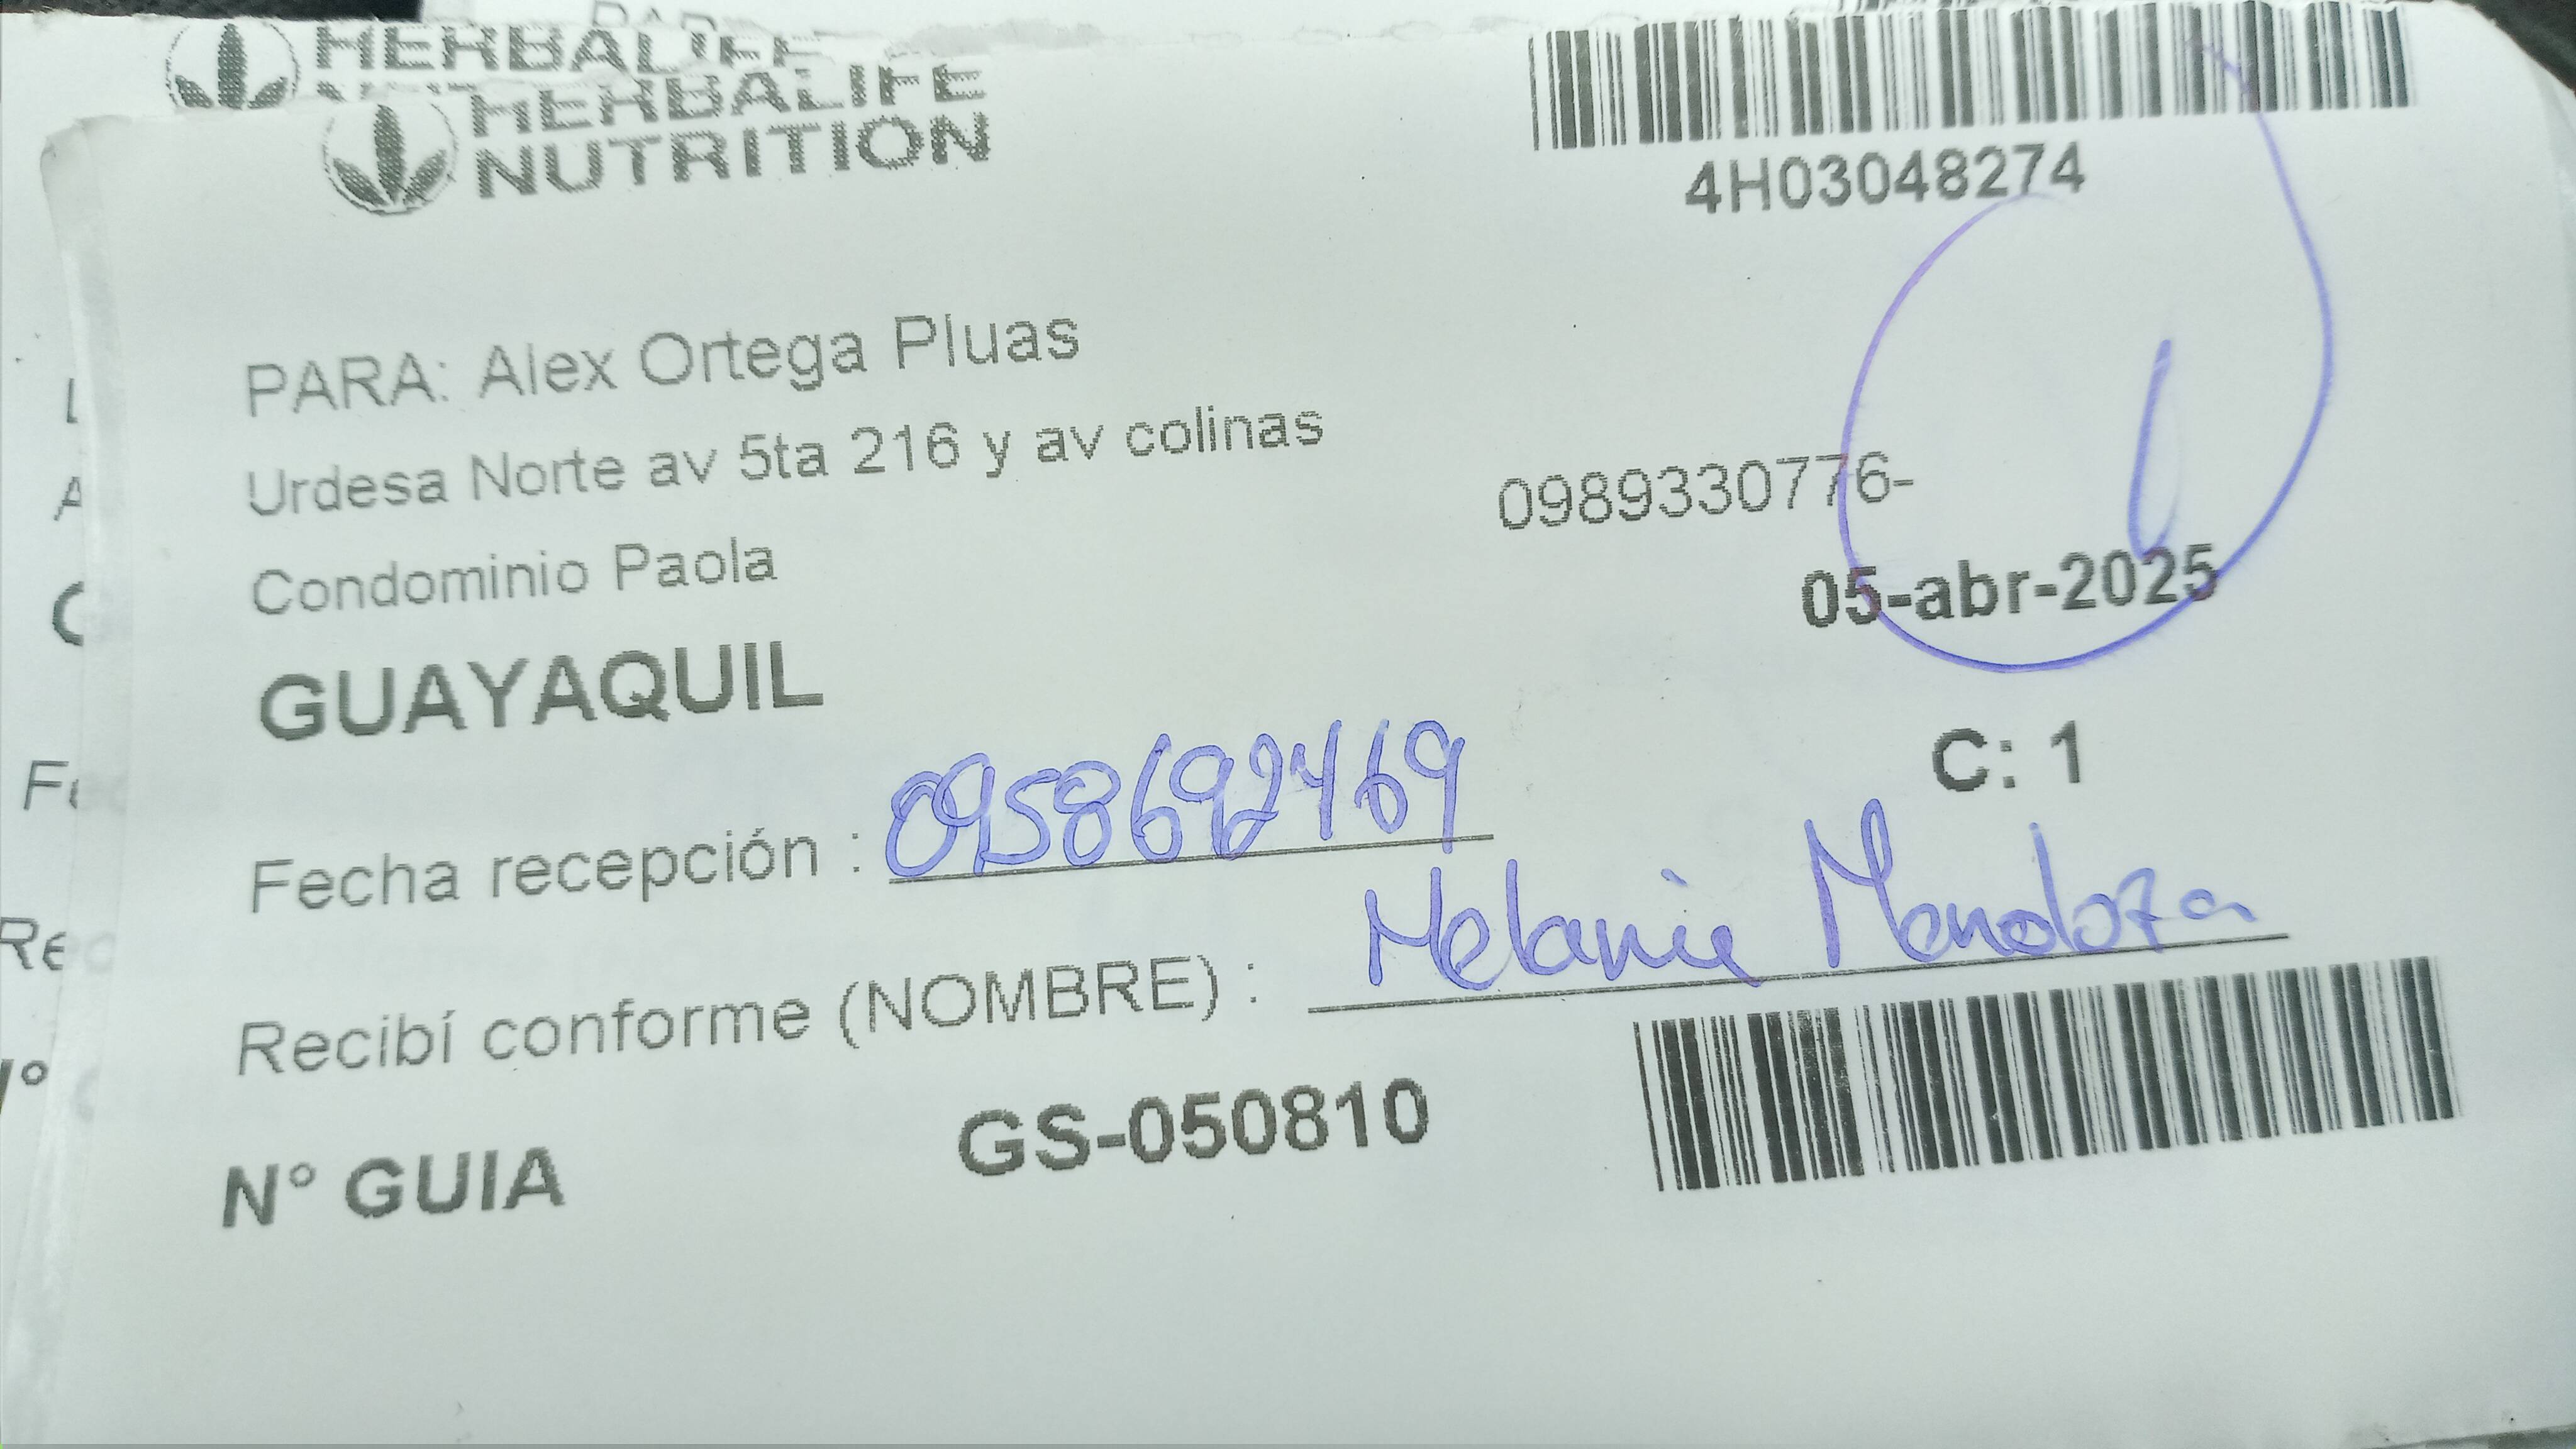 HERBALIFE
HERBALIFE
NUTRITION
4H03048274
PARA: Alex Ortega Pluas
Urdesa Norte av 5ta 216 y av colinas
0989330776-
Condominio Paola
05-abr-2025
GUAYAQUIL
C: 1
Fecha recepción : 0958692469
Recibí conforme (NOMBRE) : Melanie Mendoza
N° GUIA GS-050810